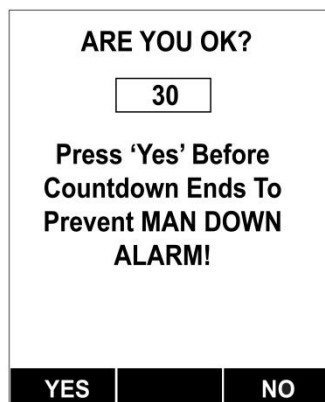 ARE YOU OK?
30
Press ‘Yes’ Before
Countdown Ends To
Prevent MAN DOWN
ALARM!
YES NO